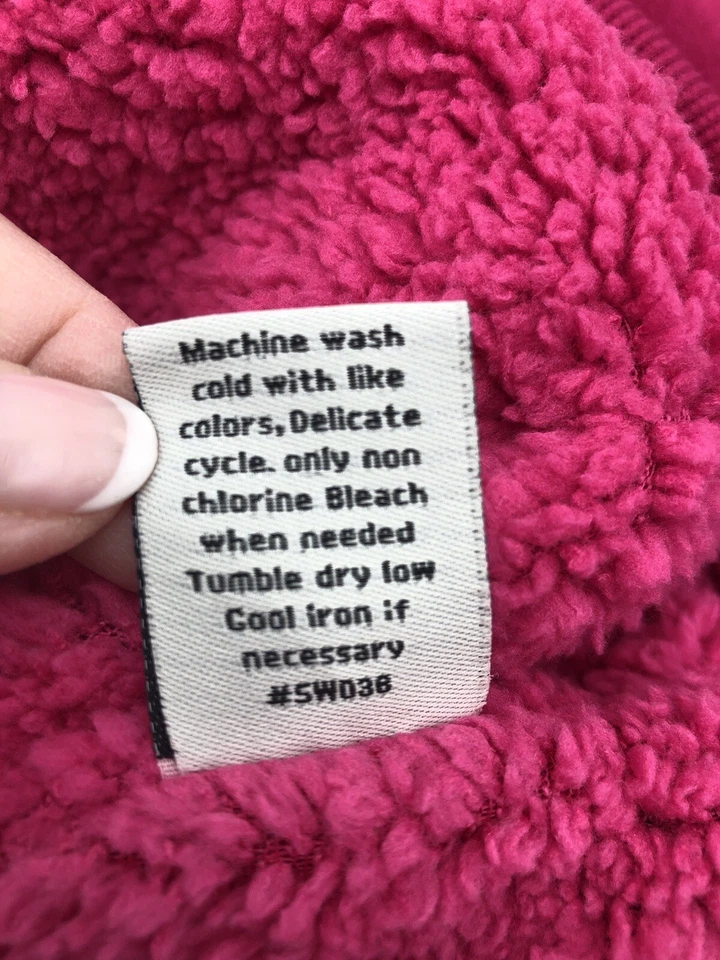 Machine wash
cold with like
colors,Delicate
cycle. only non
chlorine Bleach
when needed
Tumble dry low
Cool iron if
necessary
#SW036